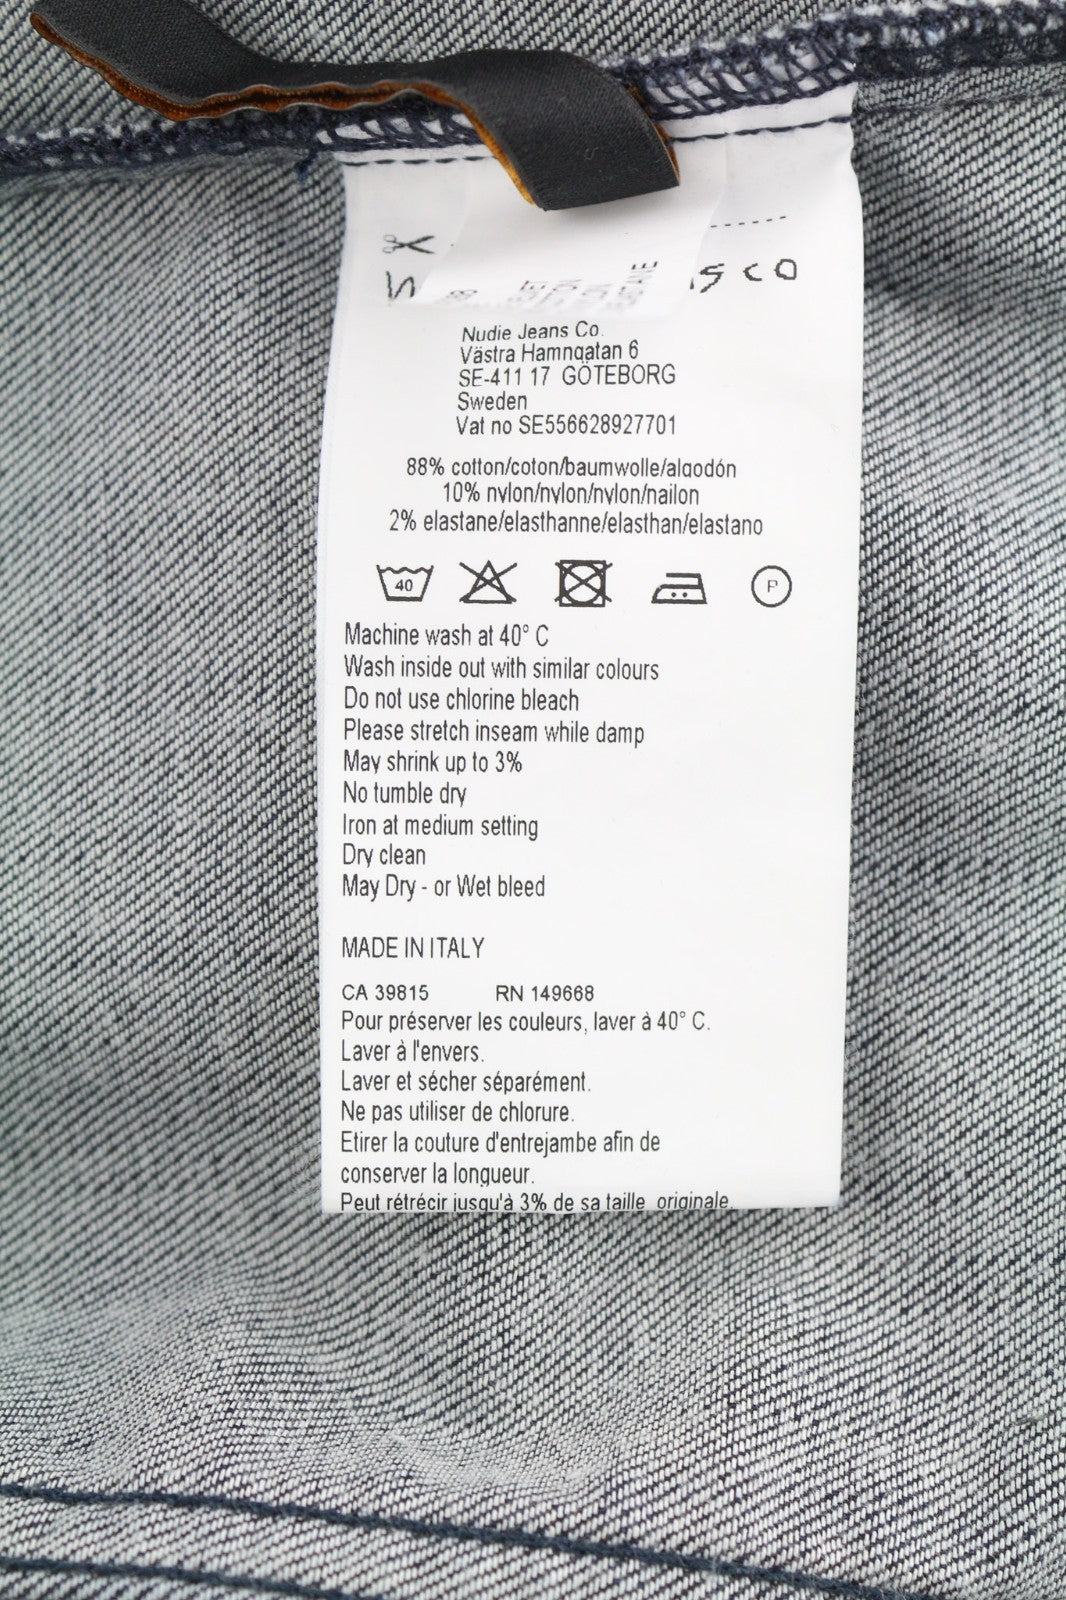 Nudie Jeans Co.
Västra Hamngatan 6
SE-411 17 GÖTEBORG
Sweden
Vat no SE556628927701
88% cotton/coton/baumwolle/algodón
10% nylon/nylon/nylon/nailon
2% elastane/elasthanne/elasthan/elastano
40 P
Machine wash at 40° C
Wash inside out with similar colours
Do not use chlorine bleach
Please stretch inseam while damp
May shrink up to 3%
No tumble dry
Iron at medium setting
Dry clean
May Dry - or Wet bleed
MADE IN ITALY
CA 39815 RN 149668
Pour préserver les couleurs, laver à 40° C.
Laver à l'envers.
Laver et sécher séparément.
Ne pas utiliser de chlorure.
Etirer la couture d'entrejambe afin de
conserver la longueur.
Peut rétrécir jusqu'à 3% de sa taille originale.